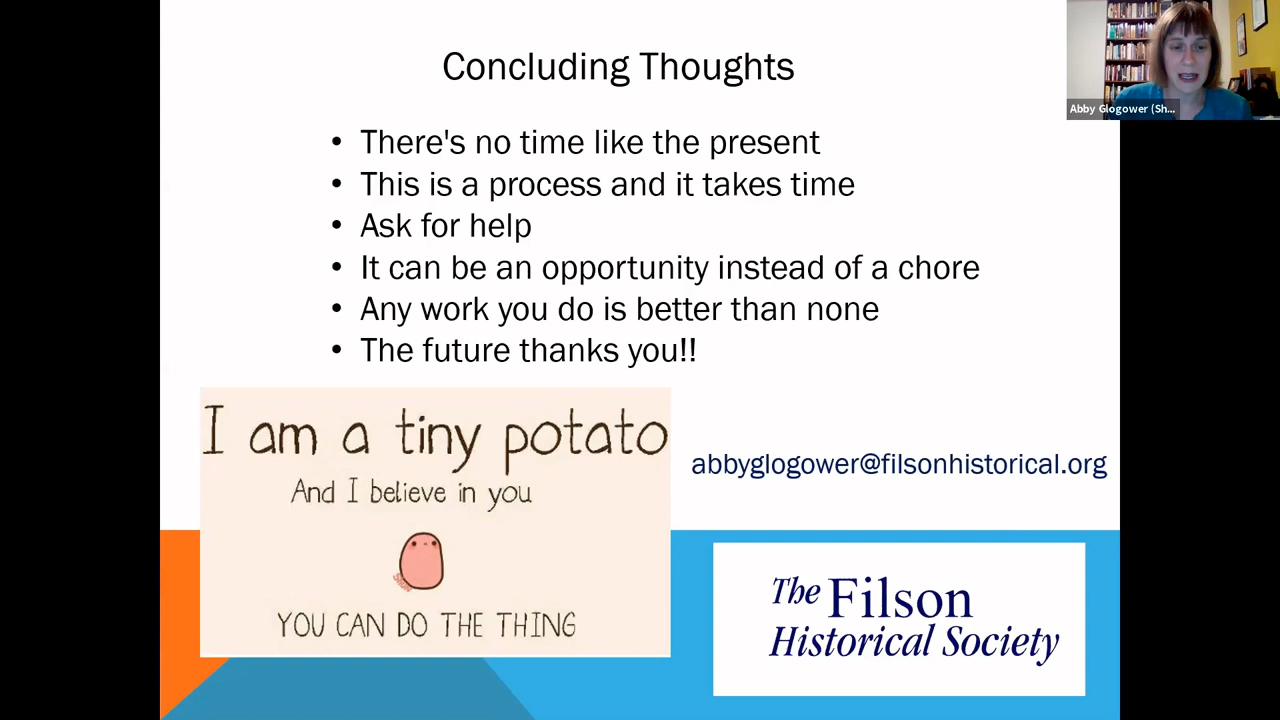 Concluding Thoughts
Abby Glogower (Sh...
• There's no time like the present
• This is a process and it takes time
• Ask for help
• It can be an opportunity instead of a chore
• Any work you do is better than none
• The future thanks you!!
I am a tiny potato
And I believe in you
YOU CAN DO THE THING
abbyglogower@filsonhistorical.org
The Filson
Historical Society